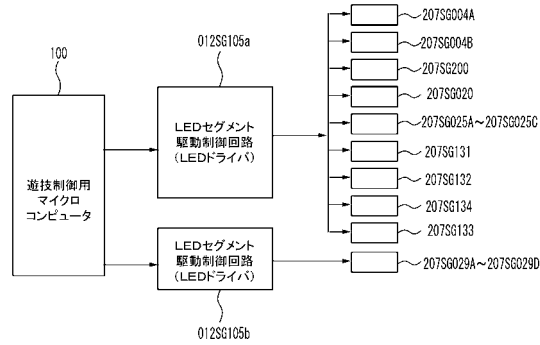 100
012SG105a
遊技制御用
マイクロ
コンピュータ
LEDセグメント
駆動制御回路
(LEDドライバ)
207SG004A
207SG004B
207SG200
207SG020
207SG025A～207SG025C
207SG131
207SG132
207SG134
207SG133
LEDセグメント
駆動制御回路
(LEDドライバ)
207SG029A～207SG029D
012SG105b